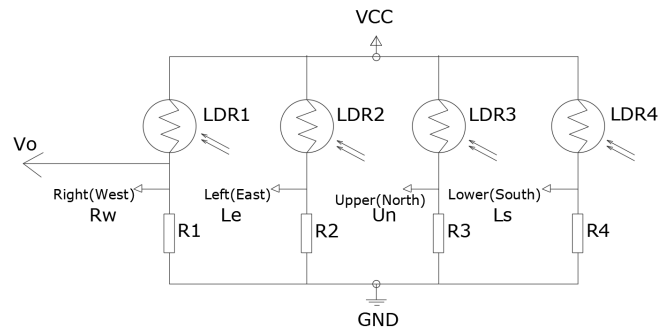 VCC
LDR1
LDR2
LDR3
LDR4
Vo
Right(West)
Rw
Left(East)
Le
Upper(North)
Un
Lower(South)
Ls
R1
R2
R3
R4
GND